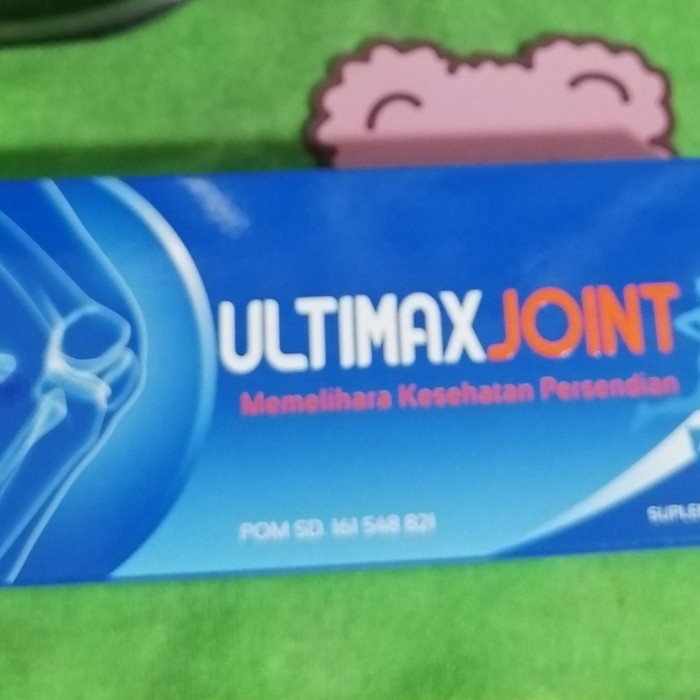 ULTIMAX JOINT
Memelihara Kesehatan Persendian
POM SD. 161 548 821